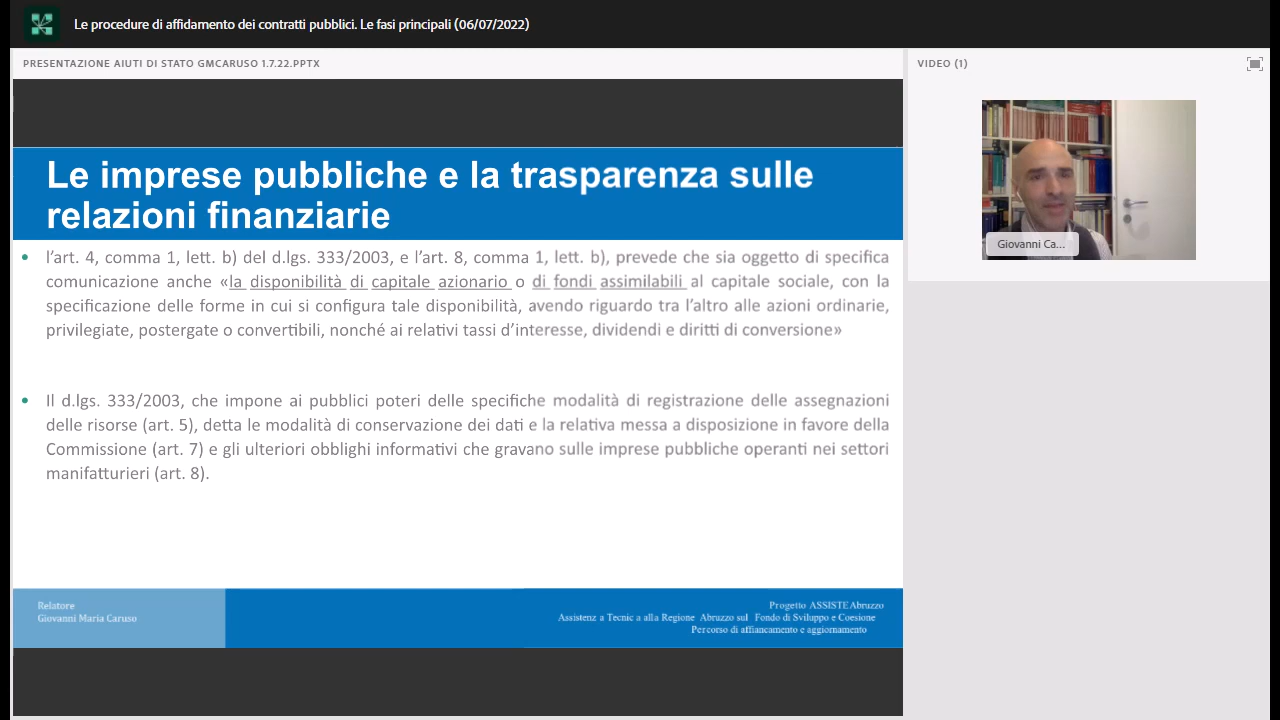 Le procedure di affidamento dei contratti pubblici. Le fasi principali (06/07/2022)
PRESENTAZIONE AIUTI DI STATO GMCARUSO 1.7.22.PPTX
VIDEO (1)
Le imprese pubbliche e la trasparenza sulle
relazioni finanziarie
• l'art. 4, comma 1, lett. b) del d.lgs. 333/2003, e l'art. 8, comma 1, lett. b), prevede che sia oggetto di specifica
comunicazione anche «la disponibilità di capitale azionario o di fondi assimilabili al capitale sociale, con la
specificazione delle forme in cui si configura tale disponibilità, avendo riguardo tra l'altro alle azioni ordinarie,
privilegiate, postergate o convertibili, nonché ai relativi tassi d'interesse, dividendi e diritti di conversione»
• Il d.lgs. 333/2003, che impone ai pubblici poteri delle specifiche modalità di registrazione delle assegnazioni
delle risorse (art. 5), detta le modalità di conservazione dei dati e la relativa messa a disposizione in favore della
Commissione (art. 7) e gli ulteriori obblighi informativi che gravano sulle imprese pubbliche operanti nei settori
manifatturieri (art. 8).
Giovanni Ca...
Relatore
Giovanni Maria Caruso
Progetto ASSISTEAbruzzo
Assistenz a Tecnic a alla Regione Abruzzo sul Fondo di Sviluppo e Coesione
Percorso di affiancamento e aggiornamento